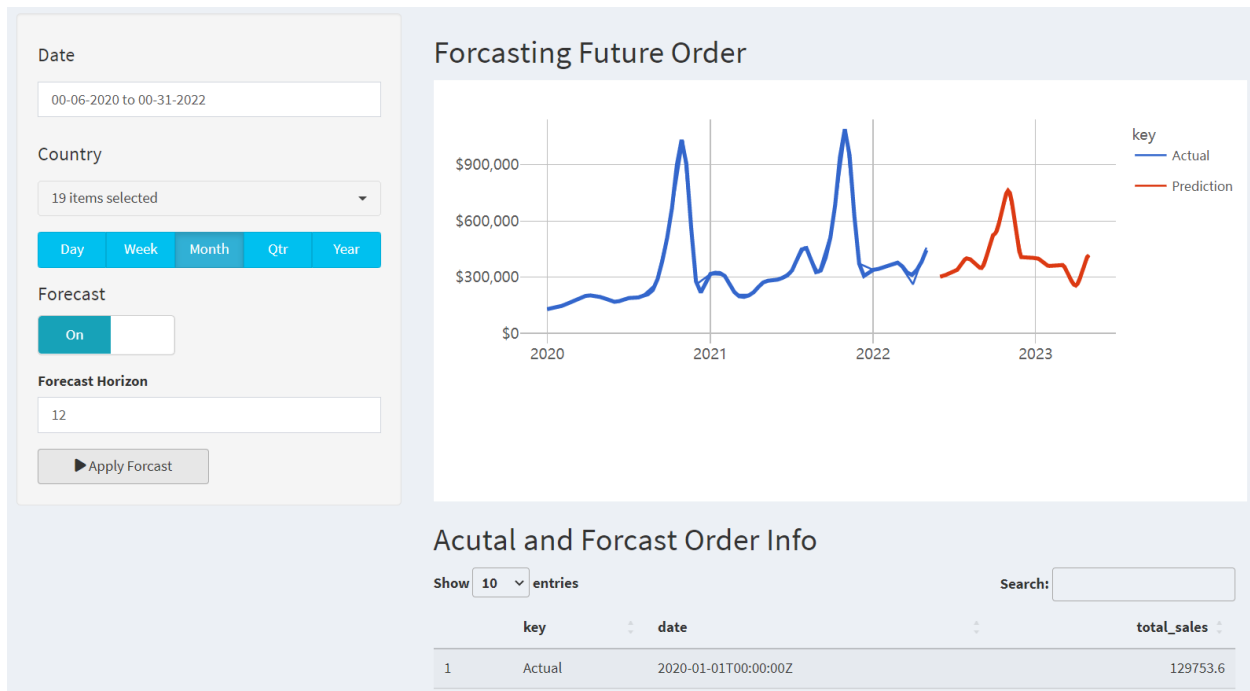 Date
00-06-2020 to 00-31-2022
Country
19 items selected
Day Week Month Qtr Year
Forecast
On
Forecast Horizon
12
Apply Forcast
Forcasting Future Order
$900,000
$600,000
$300,000
$0
2020 2021 2022 2023
key
Actual
Prediction
Acutal and Forcast Order Info
Show 10 entries Search:
key date total_sales
1 Actual 2020-01-01T00:00:00Z 129753.6